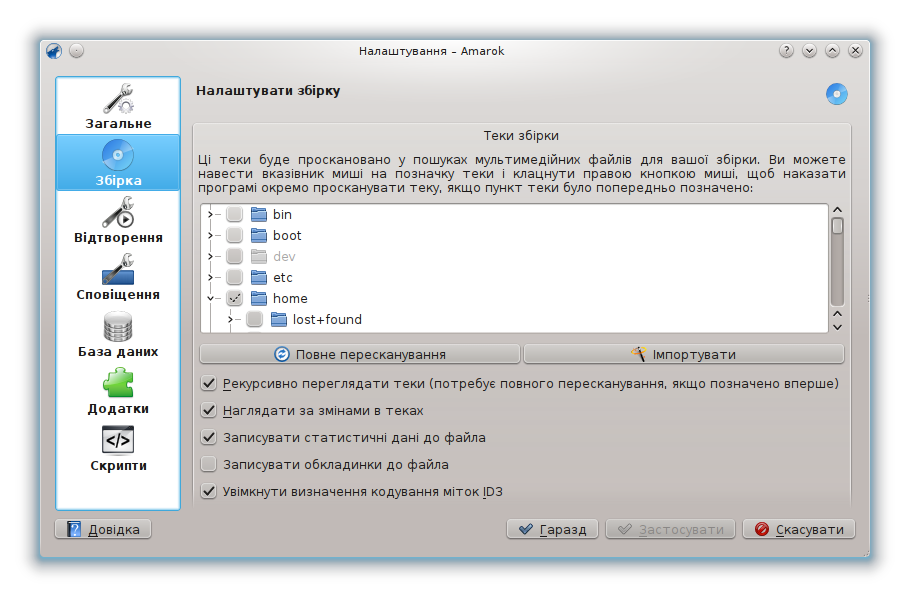 Налаштування – Amarok
Загальне
Збірка
Відтворення
Сповіщення
База даних
Додатки
Скрипти
Налаштувати збірку
Теки збірки
Ці теки буде проскановано у пошуках мультимедійних файлів для вашої збірки. Ви можете
навести вказівник миші на позначку теки і клацнути правою кнопкою миші, щоб наказати
програмі окремо просканувати теку, якщо пункт теки було попередньо позначено:
bin
boot
dev
etc
home
lost+found
Повне пересканування
Імпортувати
Рекурсивно переглядати теки (потребує повного пересканування, якщо позначено вперше)
Наглядати за змінами в теках
Записувати статистичні дані до файла
Записувати обкладинки до файла
Увімкнути визначення кодування міток ID3
Довідка
Гаразд
Застосувати
Скасувати